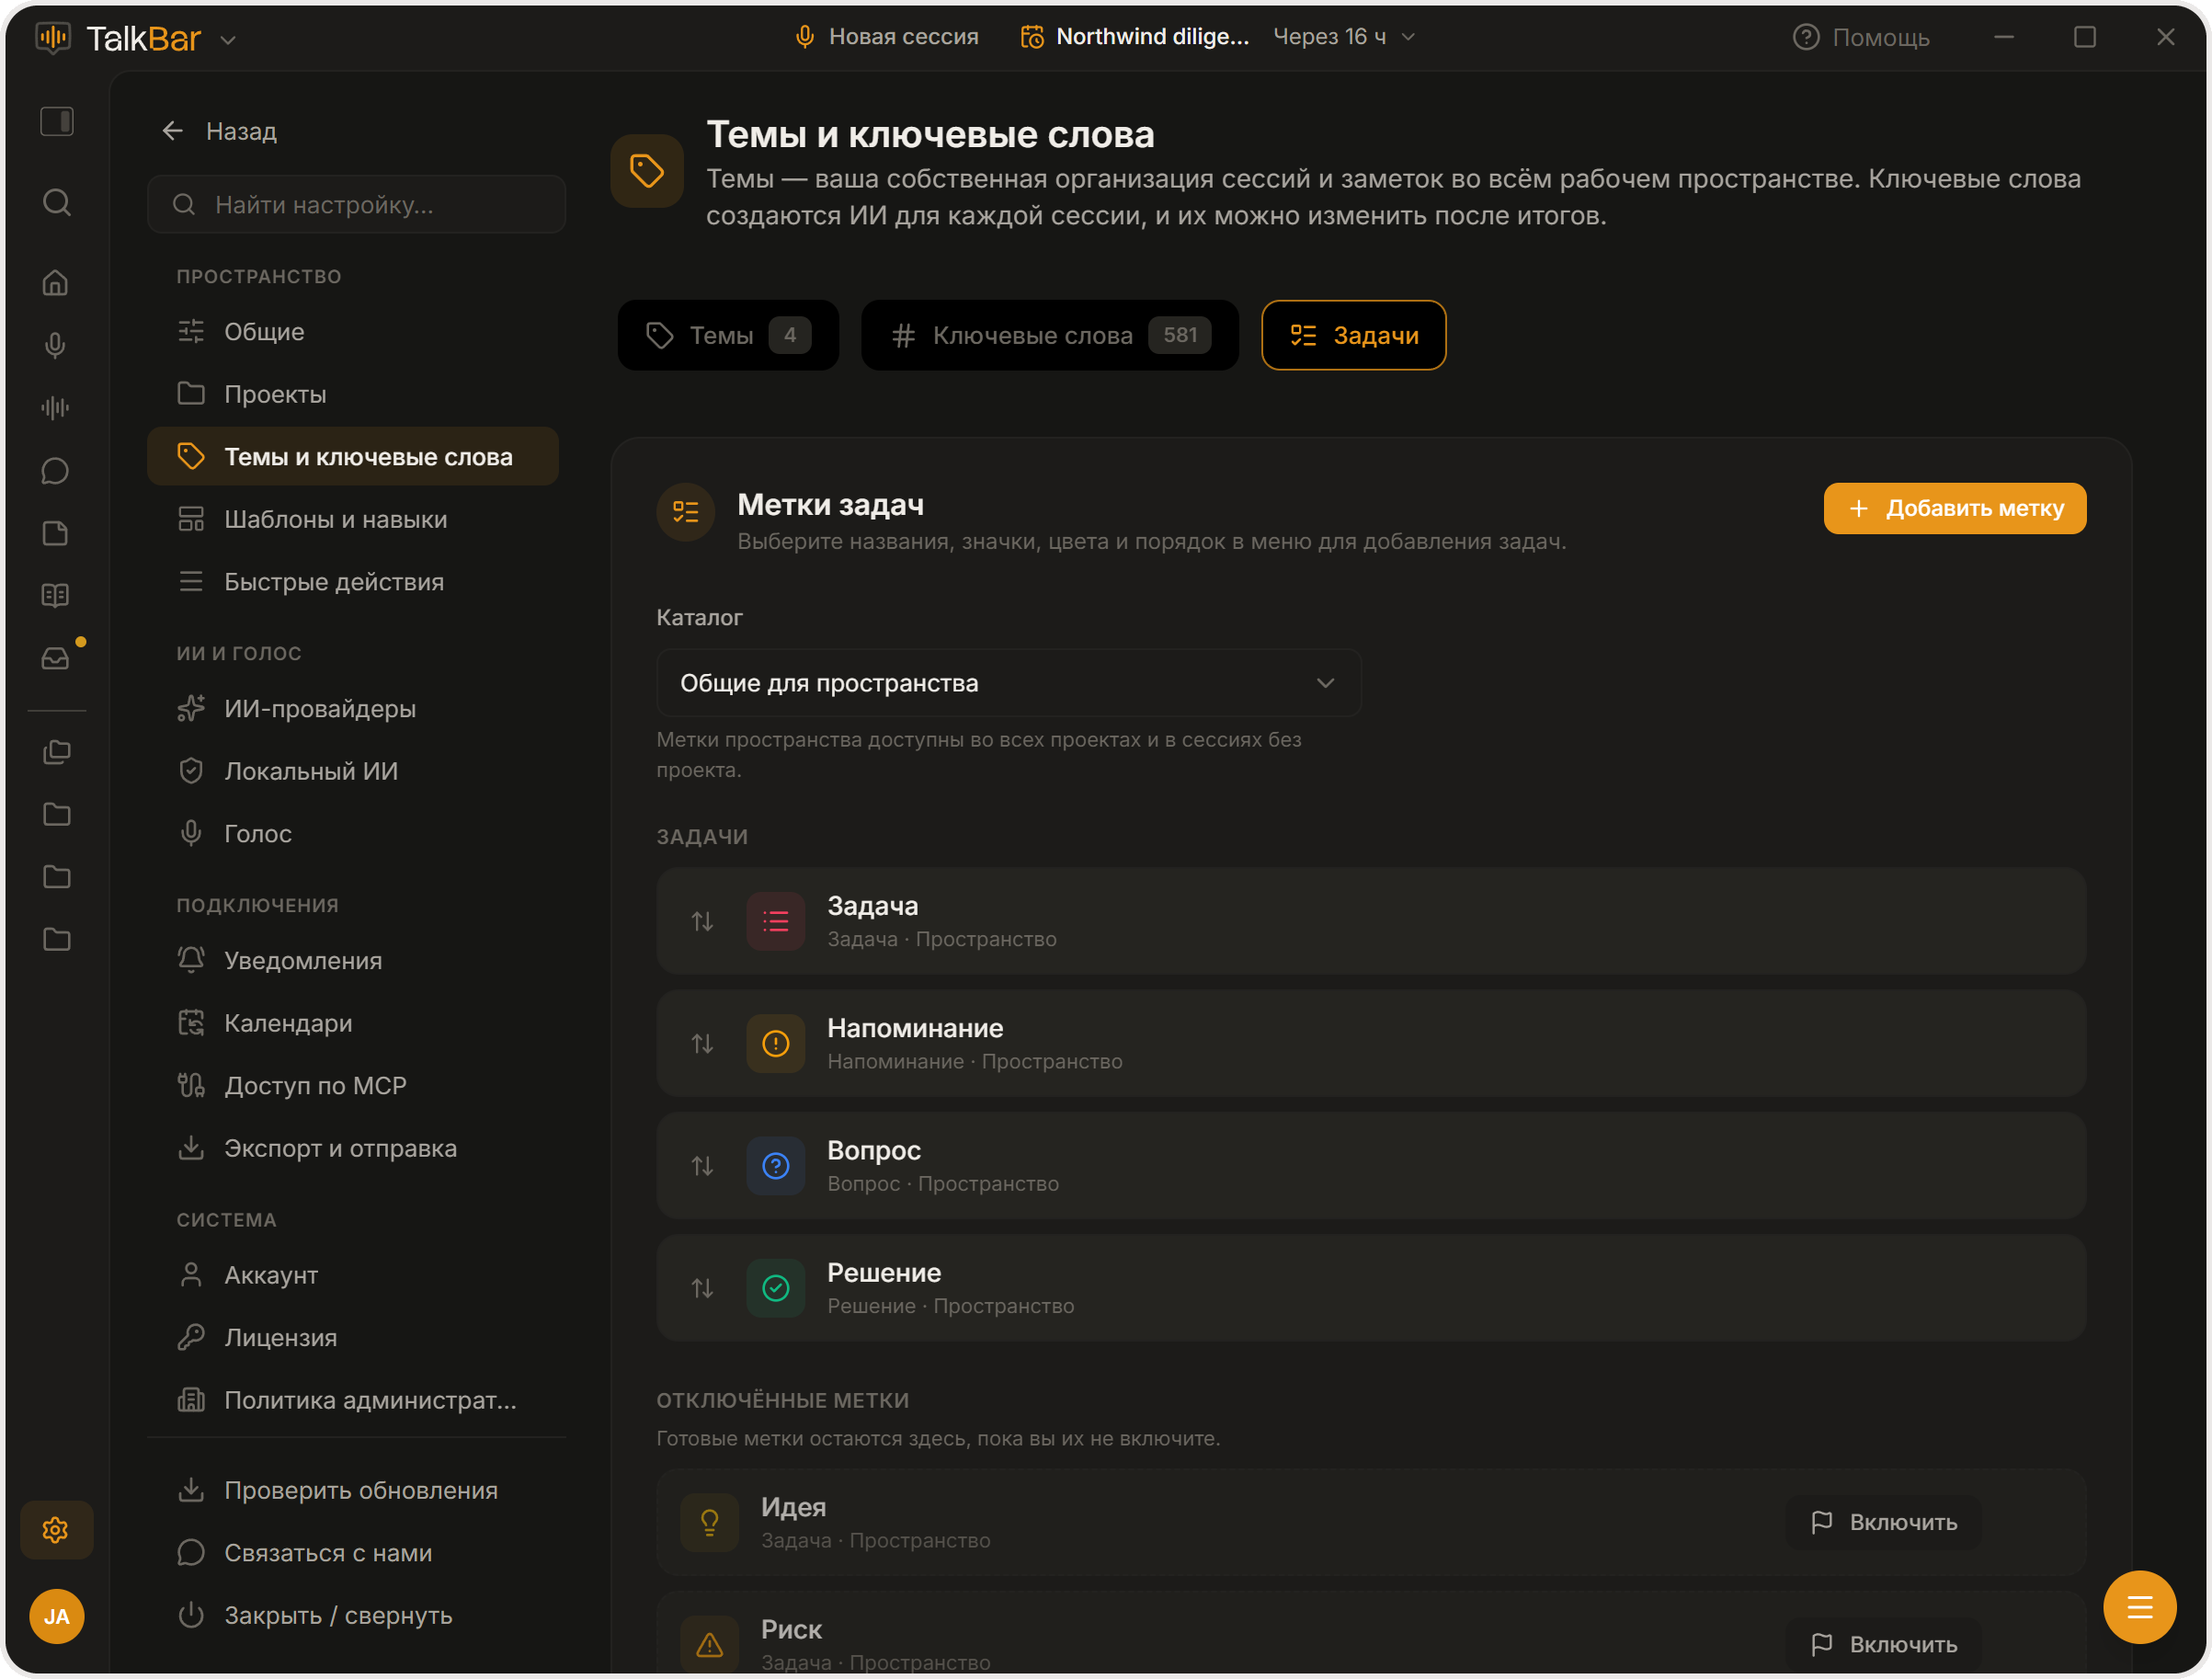 TalkBar
Новая сессия
Northwind dilige...
Через 16 ч
Помощь
Назад
Найти настройку...
ПРОСТРАНСТВО
Общие
Проекты
Темы и ключевые слова
Шаблоны и навыки
Быстрые действия
ИИ И ГОЛОС
ИИ-провайдеры
Локальный ИИ
Голос
ПОДКЛЮЧЕНИЯ
Уведомления
Календари
Доступ по MCP
Экспорт и отправка
СИСТЕМА
Аккаунт
Лицензия
Политика администрат...
Проверить обновления
Связаться с нами
Закрыть / свернуть
JA
Темы и ключевые слова
Темы — ваша собственная организация сессий и заметок во всём рабочем пространстве. Ключевые слова
создаются ИИ для каждой сессии, и их можно изменить после итогов.
Темы 4
Ключевые слова 581
Задачи
Метки задач
Выберите названия, значки, цвета и порядок в меню для добавления задач.
Добавить метку
Каталог
Общие для пространства
Метки пространства доступны во всех проектах и в сессиях без
проекта.
ЗАДАЧИ
Задача
Задача · Пространство
Напоминание
Напоминание · Пространство
Вопрос
Вопрос · Пространство
Решение
Решение · Пространство
ОТКЛЮЧЁННЫЕ МЕТКИ
Готовые метки остаются здесь, пока вы их не включите.
Идея
Задача · Пространство
Включить
Риск
Задача · Пространство
Включить